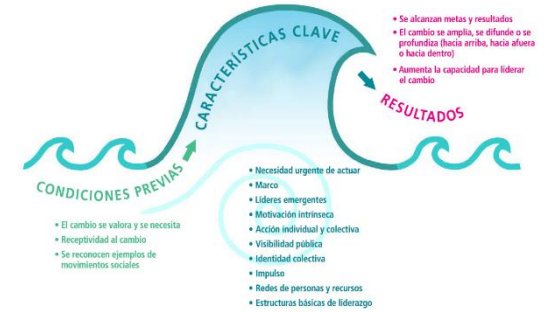 CONDICIONES PREVIAS
• El cambio se valora y se necesita
• Receptividad al cambio
• Se reconocen ejemplos de
movimientos sociales
CARACTERÍSTICAS CLAVE
• Necesidad urgente de actuar
• Marco
• Líderes emergentes
• Motivación intrínseca
• Acción individual y colectiva
• Visibilidad pública
• Identidad colectiva
• Impulso
• Redes de personas y recursos
• Estructuras básicas de liderazgo
RESULTADOS
• Se alcanzan metas y resultados
• El cambio se amplía, se difunde o se
profundiza (hacia arriba, hacia afuera
o hacia dentro)
• Aumenta la capacidad para liderar
el cambio